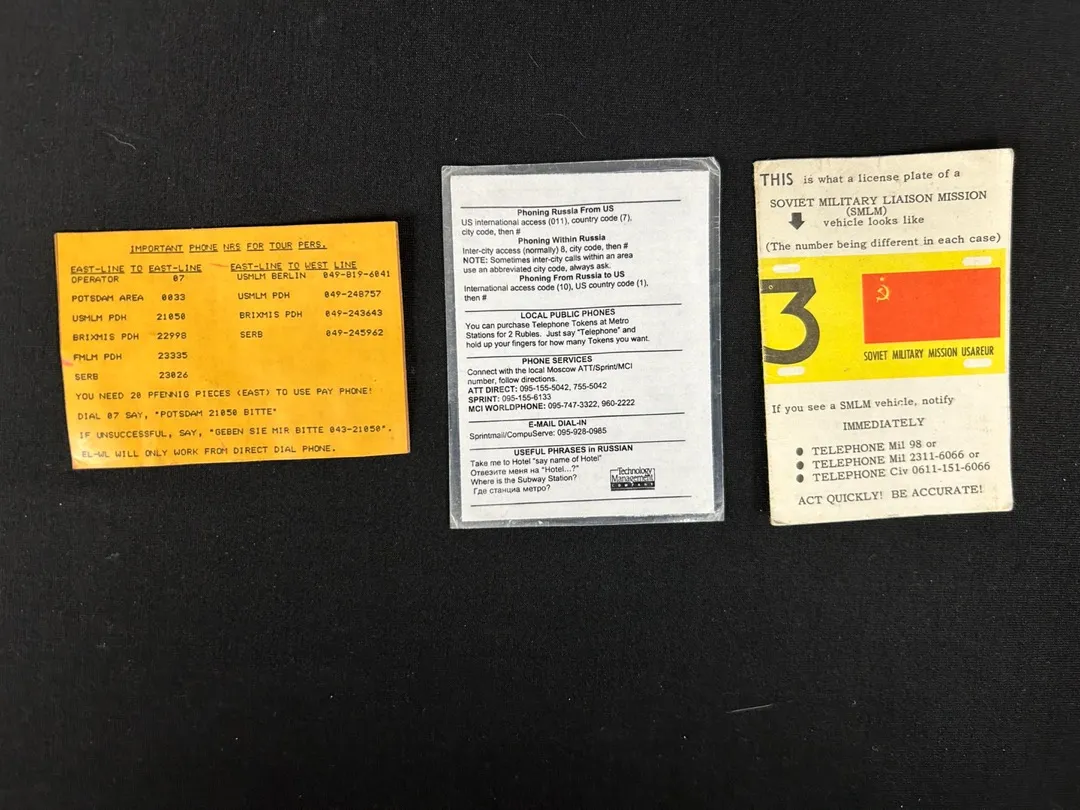 IMPORTANT PHONE NRS FOR TOUR PERS.
EAST-LINE TO EAST-LINE EAST-LINE TO WEST LINE
OPERATOR 07 USMLM BERLIN 049-819-6041
POTSDAM AREA 0033 USMLM PDH 049-248757
USMLM PDH 21050 BRIXMIS PDH 049-243643
BRIXMIS PDH 22998 SERB 049-245962
FMLM PDH 23335
SERB 23026
YOU NEED 20 PFENNIG PIECES (EAST) TO USE PAY PHONE!
DIAL 07 SAY, "POTSDAM 21050 BITTE"
IF UNSUCCESSFUL, SAY, "GEBEN SIE MIR BITTE 043-21050".
EL-WL WILL ONLY WORK FROM DIRECT DIAL PHONE.
Phoning Russia From US
US international access (011), country code (7),
city code, then #
Phoning Within Russia
Inter-city access (normally) 8, city code, then #
NOTE: Sometimes inter-city calls within an area
use an abbreviated city code, always ask.
Phoning From Russia to US
International access code (10), US country code (1),
then #
LOCAL PUBLIC PHONES
You can purchase Telephone Tokens at Metro
Stations for 2 Rubles. Just say "Telephone" and
hold up your fingers for how many Tokens you want.
PHONE SERVICES
Connect with the local Moscow ATT/Sprint/MCI
number, follow directions.
ATT DIRECT: 095-155-5042, 755-5042
SPRINT: 095-155-6133
MCI WORLDPHONE: 095-747-3322, 960-2222
E-MAIL DIAL-IN
Sprintmail/CompuServe: 095-928-0985
USEFUL PHRASES in RUSSIAN
Take me to Hotel "say name of Hotel"
Отвезите меня на "Hotel...?"
Where is the Subway Station?
Где станциа метро?
Technology
Management
COMPANY
THIS is what a license plate of a
SOVIET MILITARY LIAISON MISSION
(SMLM)
vehicle looks like
(The number being different in each case)
3
SOVIET MILITARY MISSION USAREUR
If you see a SMLM vehicle, notify
IMMEDIATELY
● TELEPHONE Mil 98 or
● TELEPHONE Mil 2311-6066 or
● TELEPHONE Civ 0611-151-6066
ACT QUICKLY! BE ACCURATE!